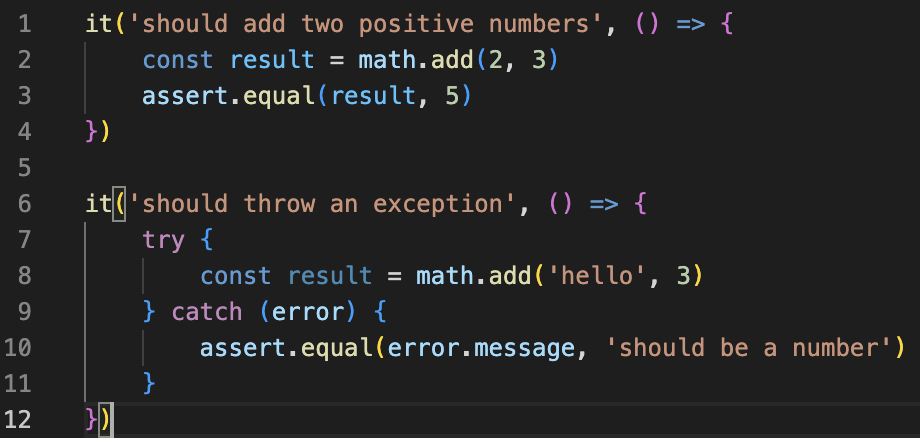 1 it('should add two positive numbers', () => {
2 const result = math.add(2, 3)
3 assert.equal(result, 5)
4 })
5
6 it('should throw an exception', () => {
7 try {
8 const result = math.add('hello', 3)
9 } catch (error) {
10 assert.equal(error.message, 'should be a number')
11 }
12 })